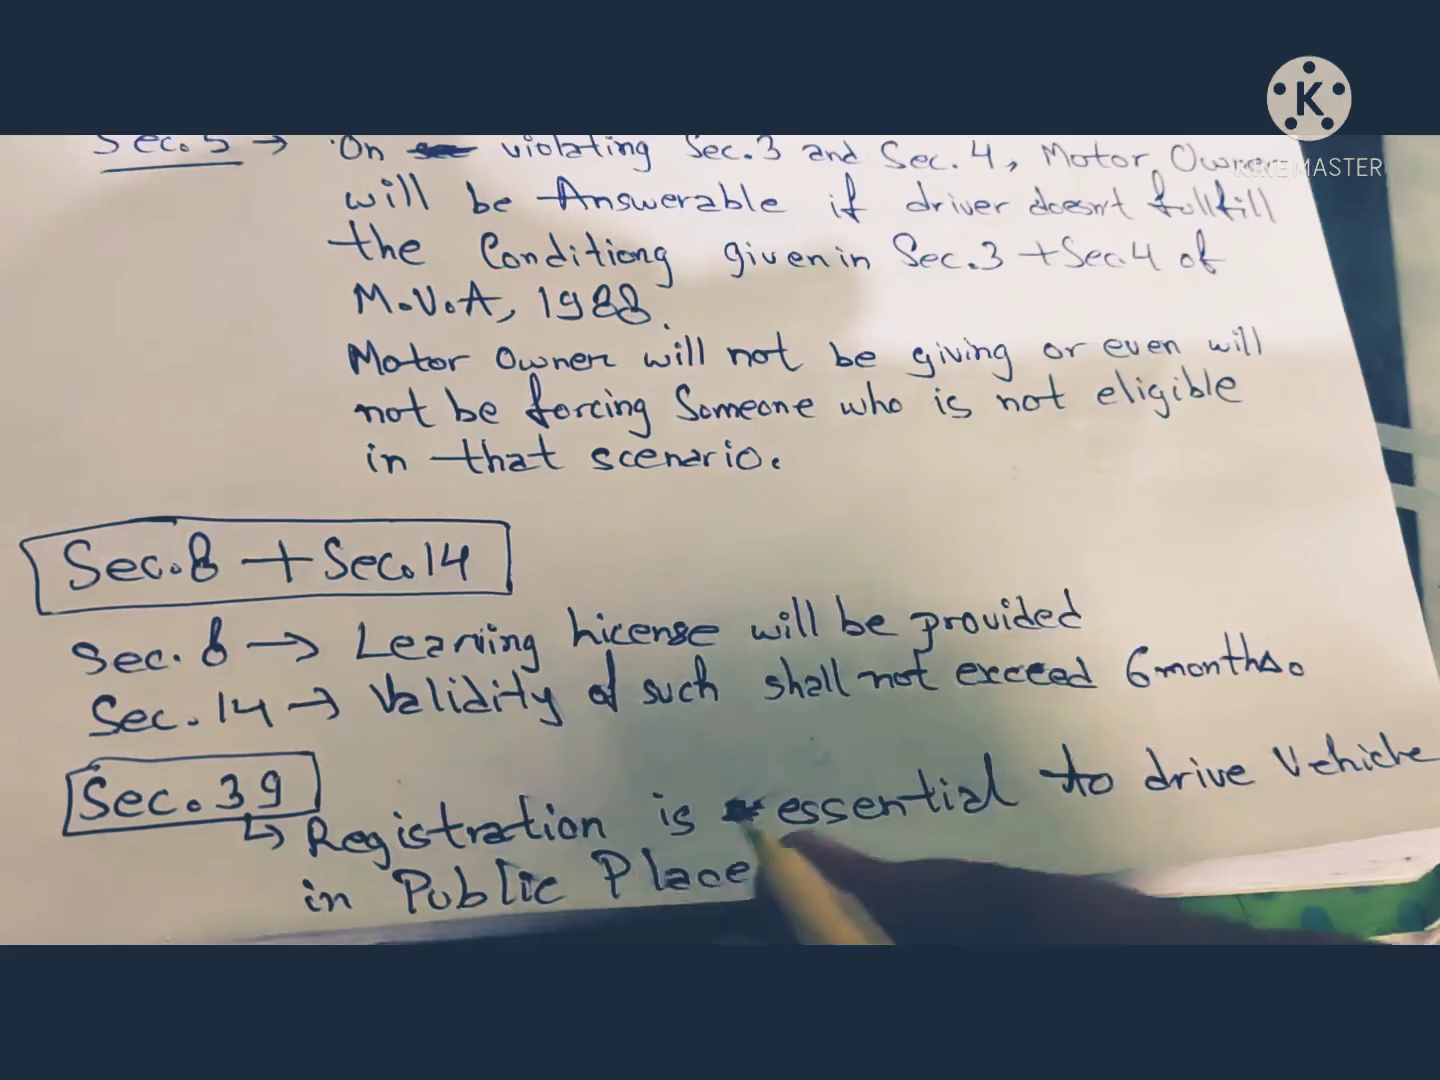 K
KINEMASTER
Sec. 5 → On violating Sec. 3 and Sec. 4, Motor Owner
will be Answerable if driver doesn't fullfill
the Conditiong given in Sec. 3 + Sec. 4 of
M.V.A, 1988.
Motor Owner will not be giving or even will
not be forcing Someone who is not eligible
in that scenario.
Sec. 8 + Sec. 14
Sec. 8 → Learning License will be provided
Sec. 14 → Validity of such shall not exceed 6 months.
Sec. 39
↳ Registration is essential to drive Vehicle
in Public Place